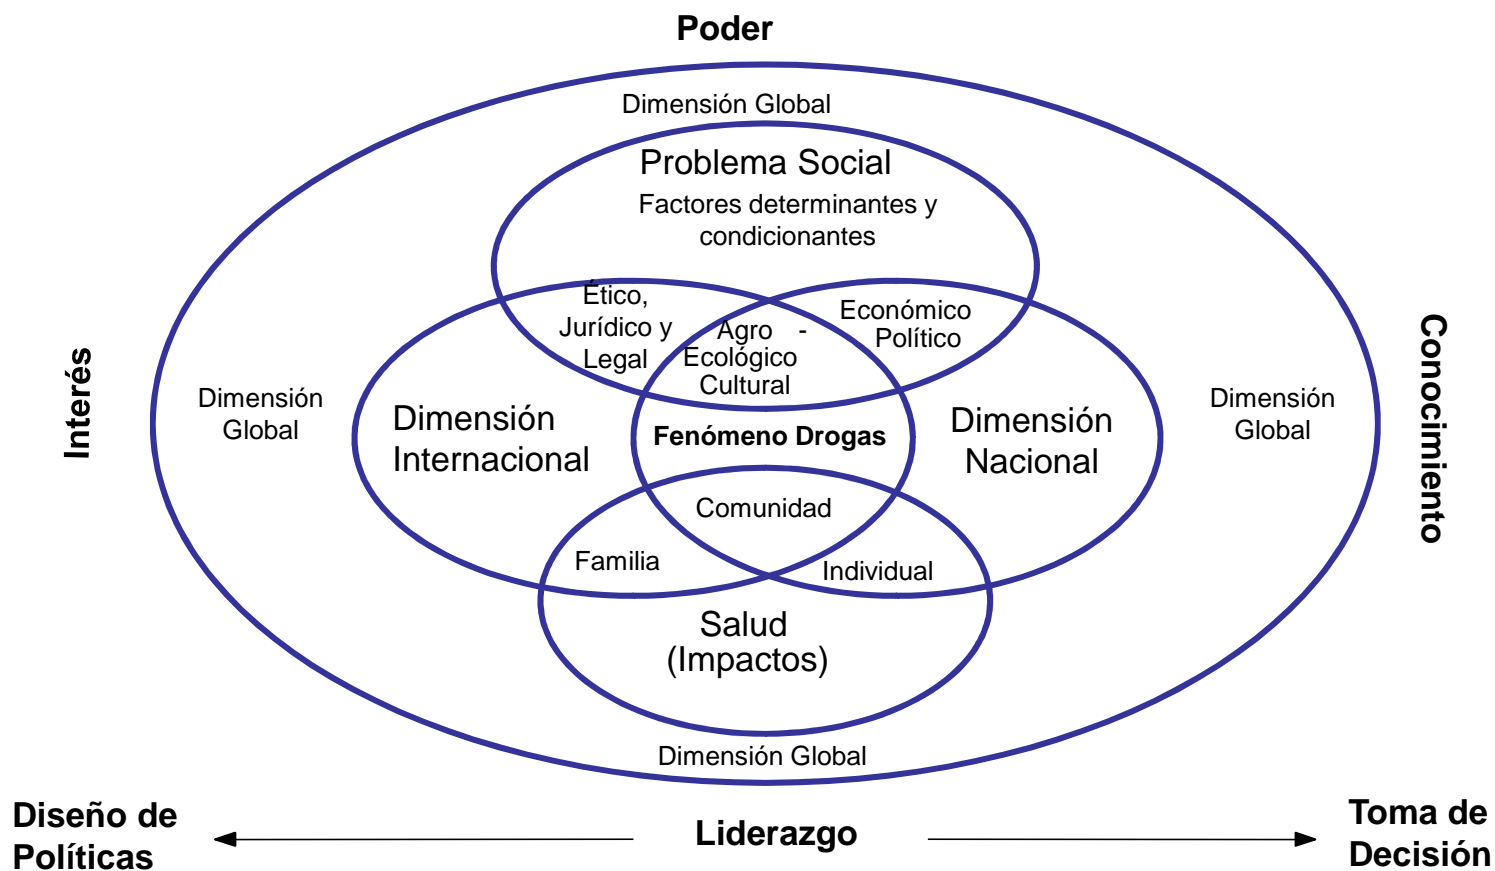 Poder
Dimensión Global
Problema Social
Factores determinantes y
condicionantes
Ético,
Jurídico y
Legal
Agro -
Ecológico
Cultural
Económico
Político
Interés
Dimensión
Global
Dimensión
Internacional
Fenómeno Drogas
Dimensión
Nacional
Dimensión
Global
Conocimiento
Comunidad
Familia
Individual
Salud
(Impactos)
Dimensión Global
Diseño de
Políticas
Liderazgo
Toma de
Decisión